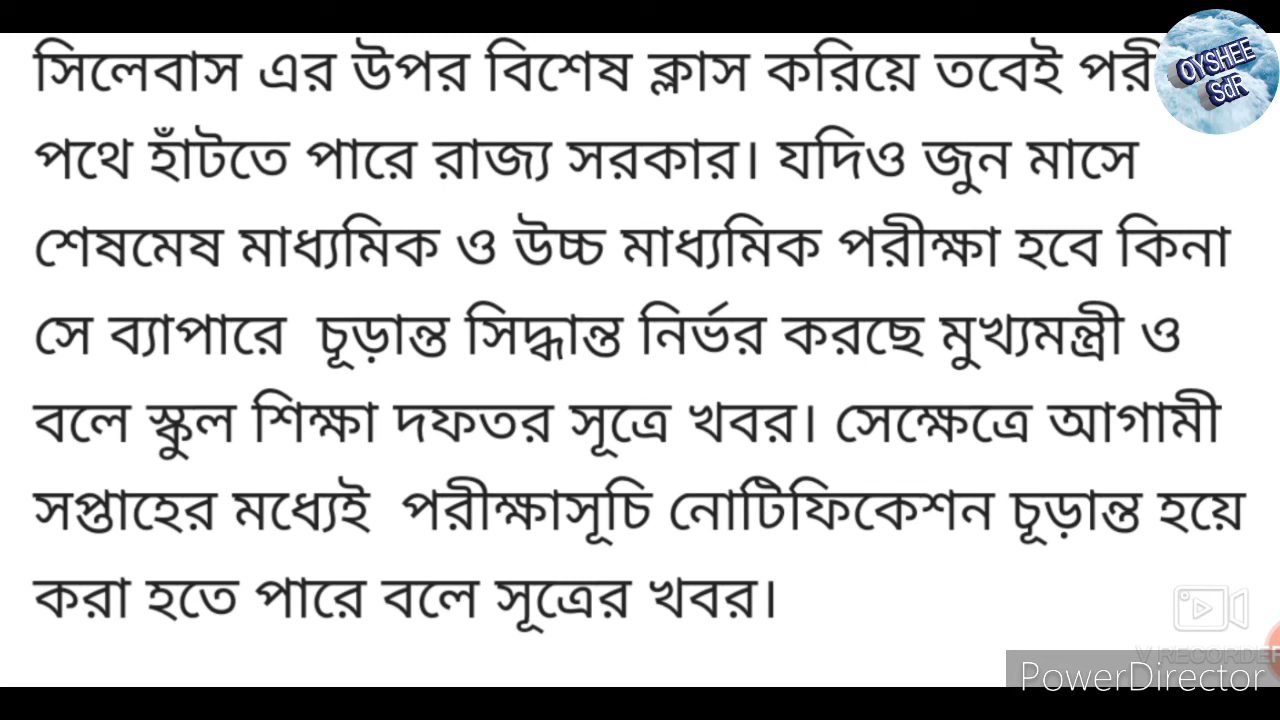 সিলেবাস এর উপর বিশেষ ক্লাস করিয়ে তবেই
পথে হাঁটতে পারে রাজ্য সরকার। যদিও জুন মাসে
শেষমেষ মাধ্যমিক ও উচ্চ মাধ্যমিক পরীক্ষা হবে কিনা
সে ব্যাপারে চূড়ান্ত সিদ্ধান্ত নির্ভর করছে মুখ্যমন্ত্রী ও
বলে স্কুল শিক্ষা দফতর সূত্রে খবর। সেক্ষেত্রে আগামী
সপ্তাহের মধ্যেই পরীক্ষাসূচি নোটিফিকেশন চূড়ান্ত হয়ে
করা হতে পারে বলে সূত্রের খবর।
OYSHEE
SdR
V RECORDER
PowerDirector